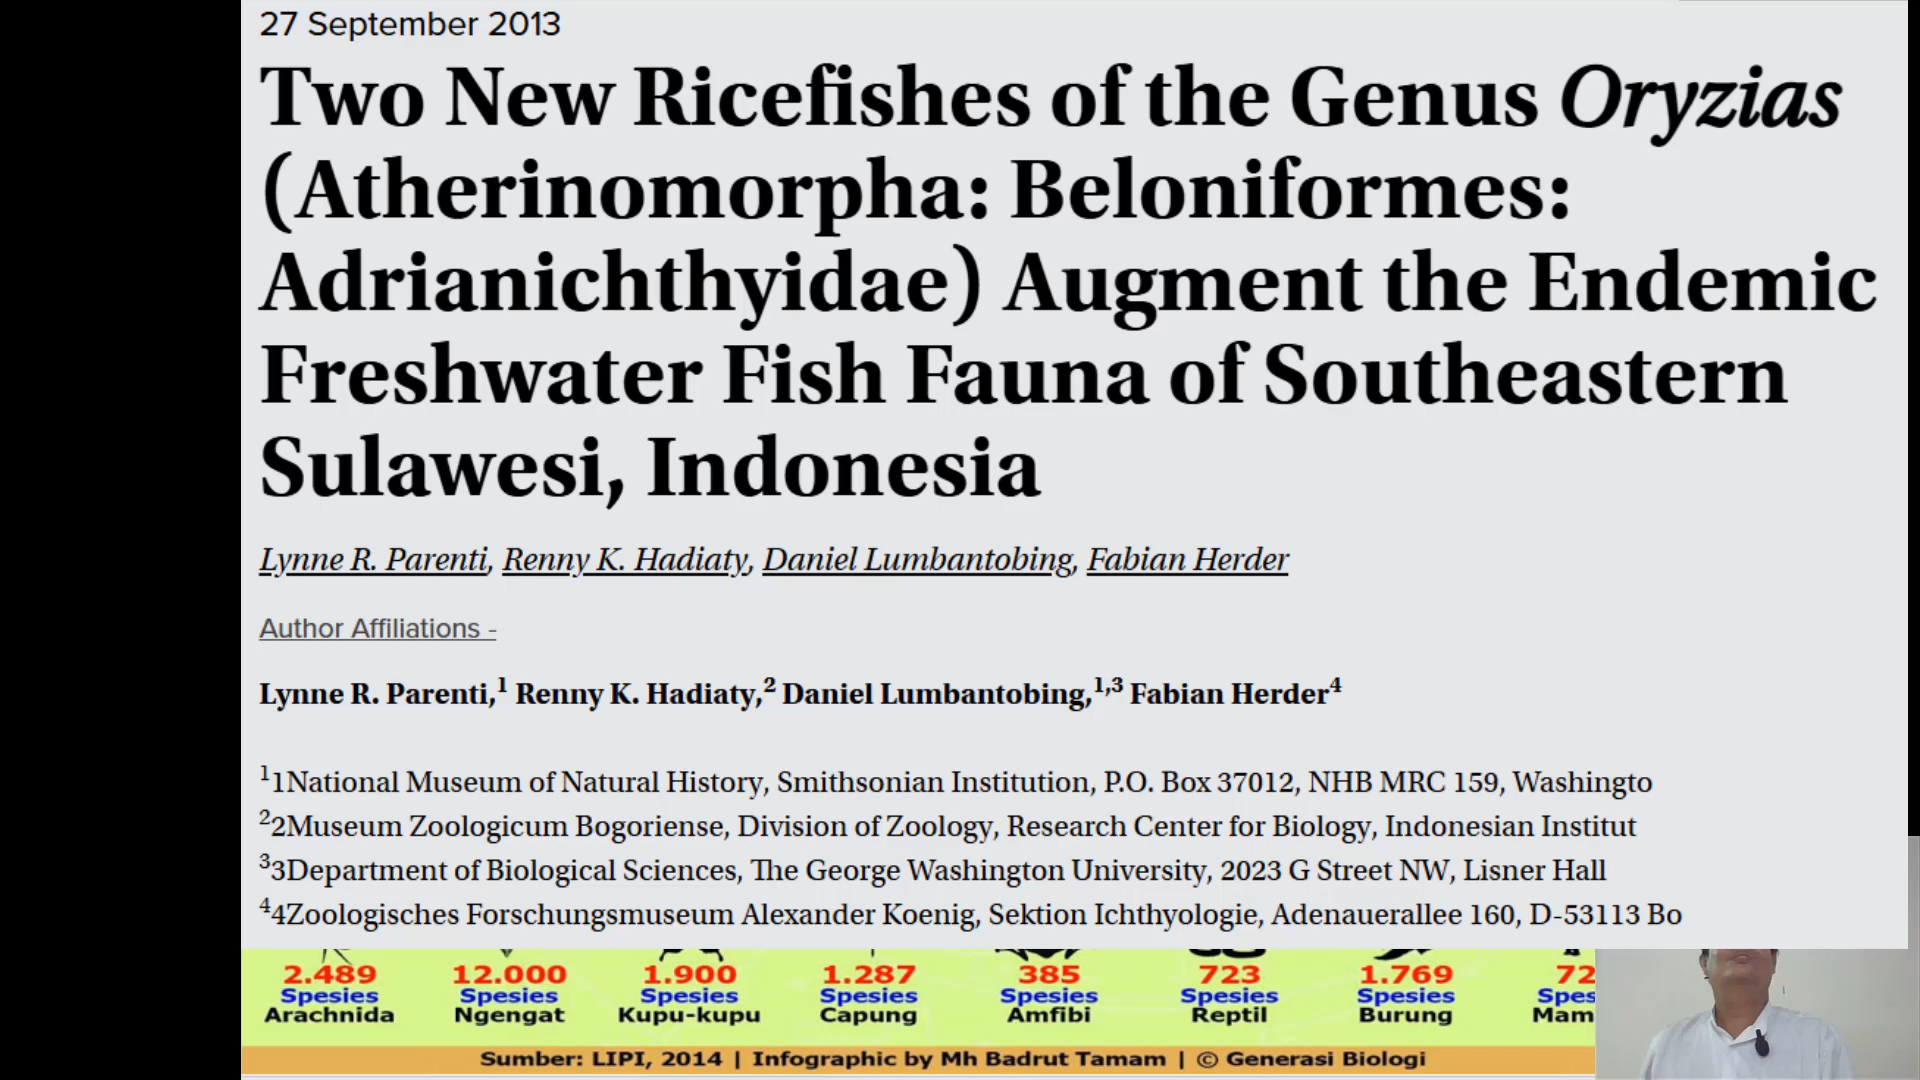 27 September 2013
Two New Ricefishes of the Genus Oryzias
(Atherinomorpha: Beloniformes:
Adrianichthyidae) Augment the Endemic
Freshwater Fish Fauna of Southeastern
Sulawesi, Indonesia
Lynne R. Parenti, Renny K. Hadiaty, Daniel Lumbantobing, Fabian Herder
Author Affiliations -
Lynne R. Parenti,1 Renny K. Hadiaty,2 Daniel Lumbantobing,1,3 Fabian Herder4
11National Museum of Natural History, Smithsonian Institution, P.O. Box 37012, NHB MRC 159, Washingto
22Museum Zoologicum Bogoriense, Division of Zoology, Research Center for Biology, Indonesian Institut
33Department of Biological Sciences, The George Washington University, 2023 G Street NW, Lisner Hall
44Zoologisches Forschungsmuseum Alexander Koenig, Sektion Ichthyologie, Adenauerallee 160, D-53113 Bo
2.489 12.000 1.900 1.287 385 723 1.769 72
Spesies Spesies Spesies Spesies Spesies Spesies Spesies Spes
Arachnida Ngengat Kupu-kupu Capung Amfibi Reptil Burung Mam
Sumber: LIPI, 2014 | Infographic by Mh Badrut Tamam | © Generasi Biologi